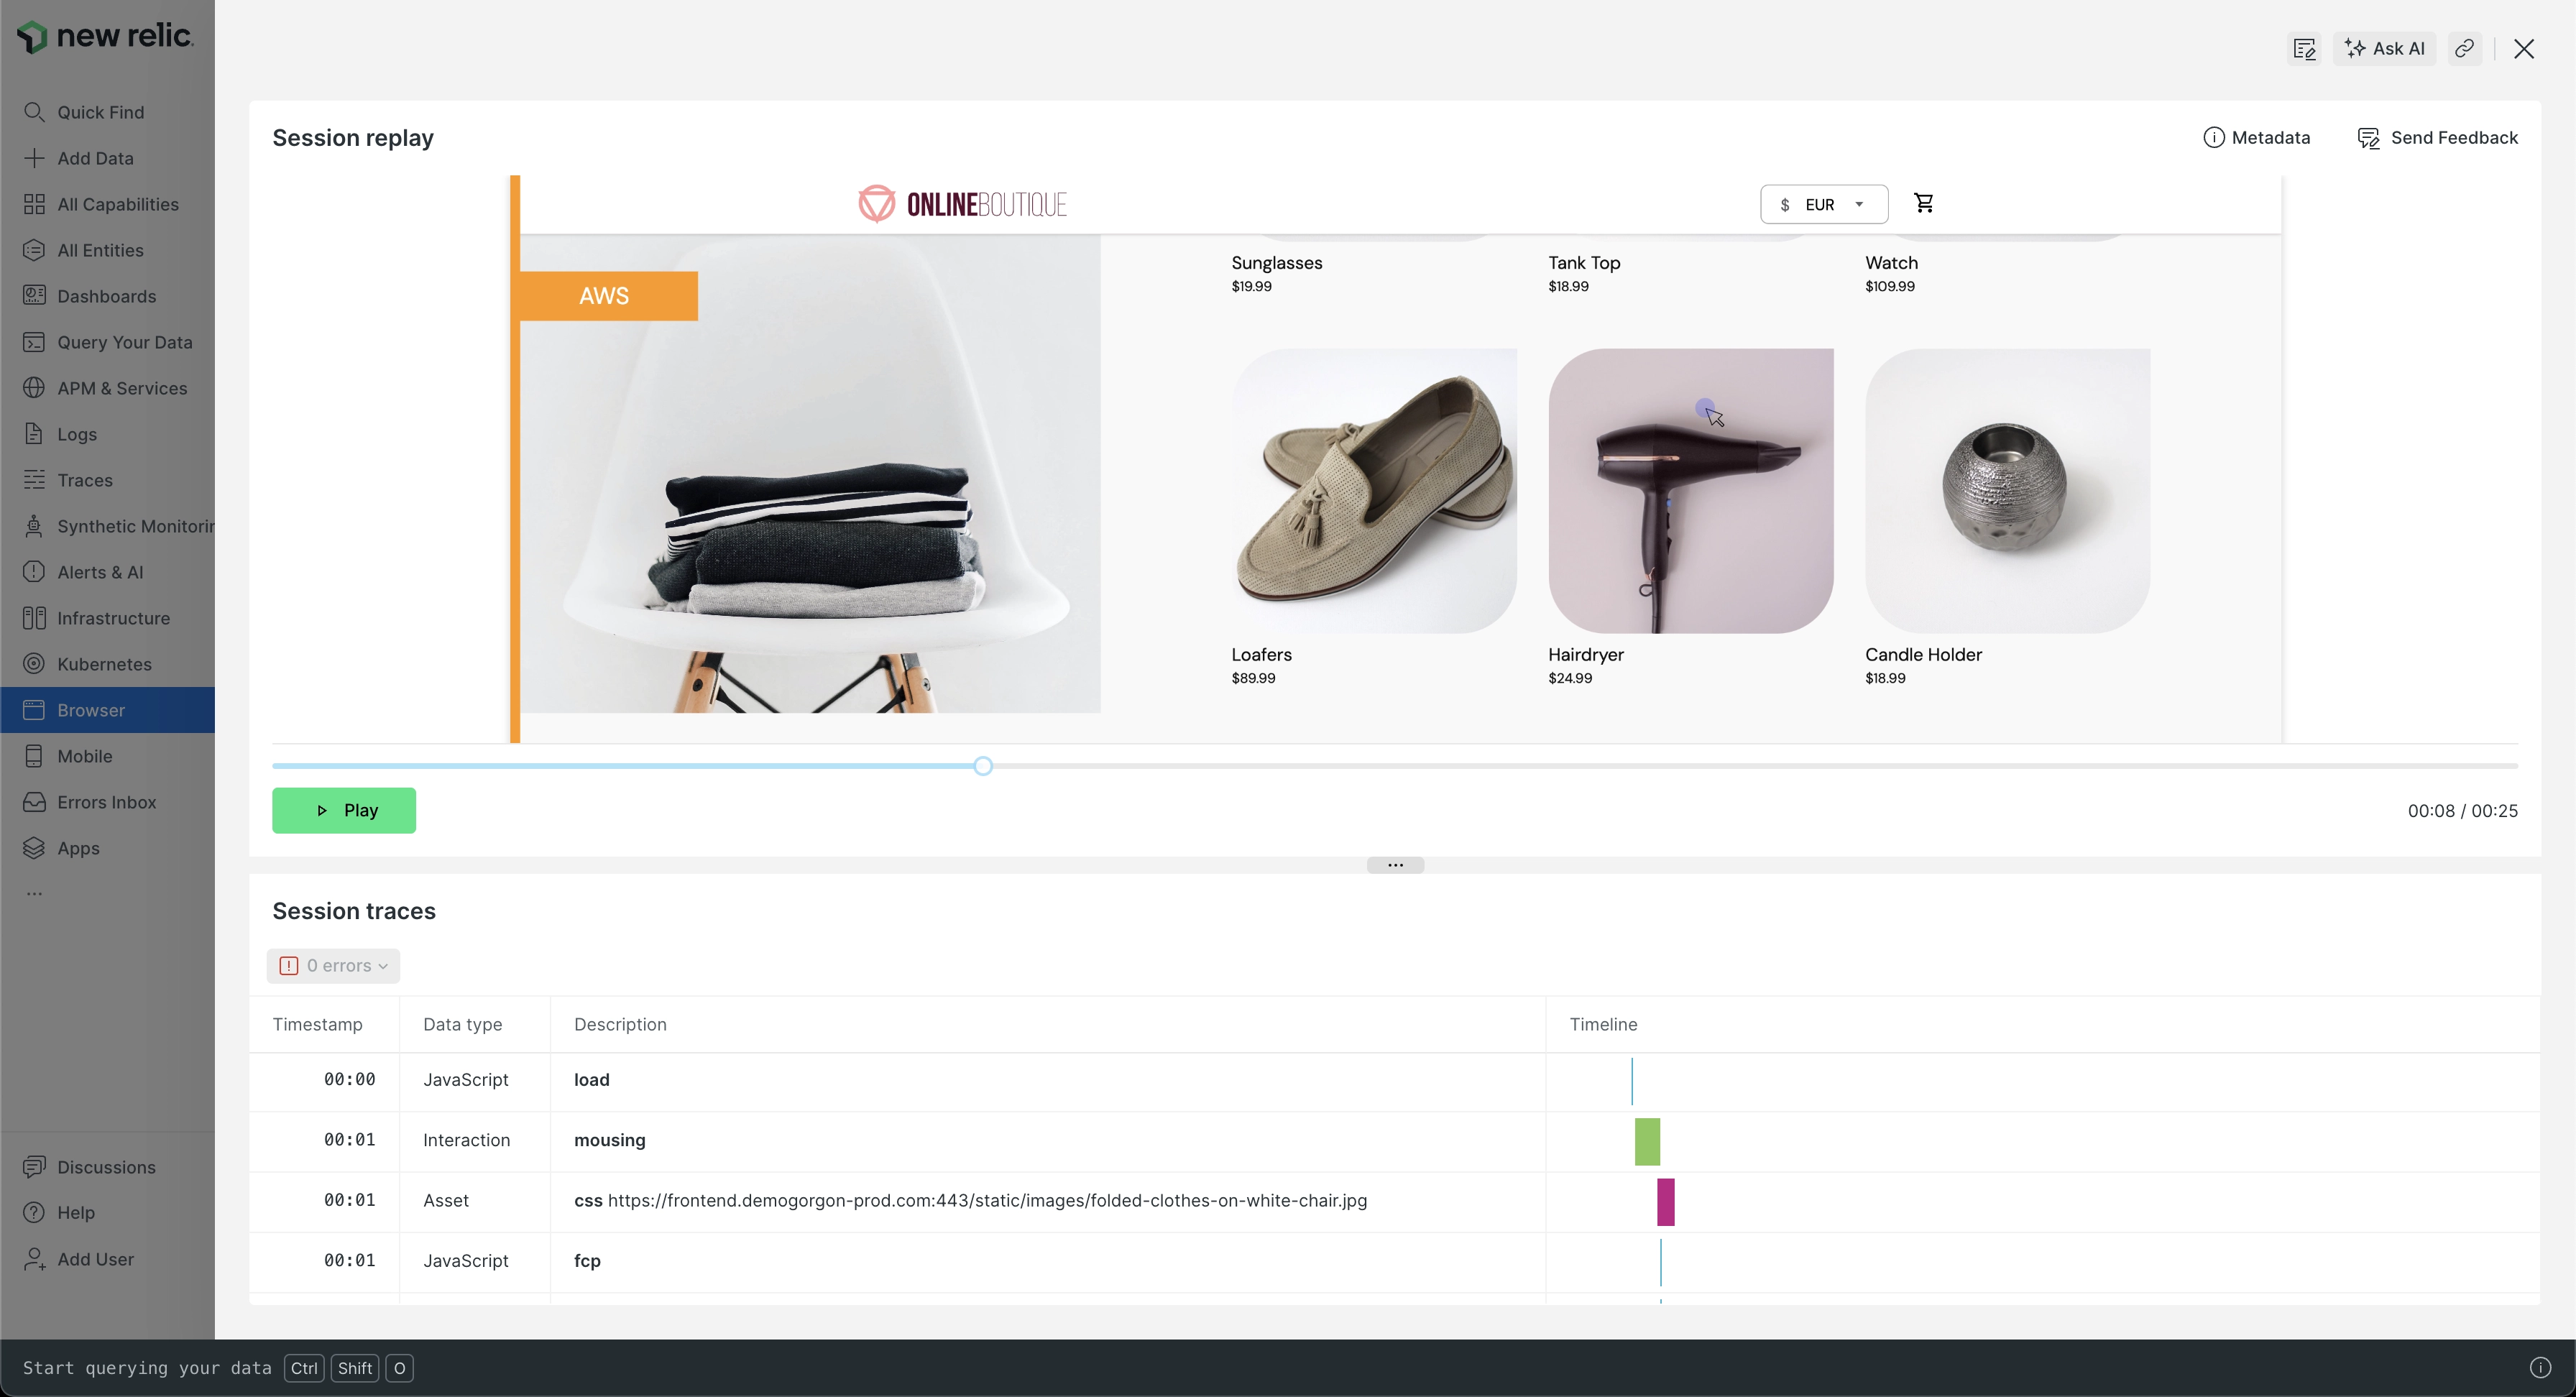 new relic.
Quick Find
Add Data
All Capabilities
All Entities
Dashboards
Query Your Data
APM & Services
Logs
Traces
Synthetic Monitorin
Alerts & AI
Infrastructure
Kubernetes
Browser
Mobile
Errors Inbox
Apps
...
Discussions
Help
Add User
Ask AI
Session replay
Metadata
Send Feedback
ONLINEBOUTIQUE
$ EUR
AWS
Sunglasses
$19.99
Tank Top
$18.99
Watch
$109.99
Loafers
$89.99
Hairdryer
$24.99
Candle Holder
$18.99
Play
00:08 / 00:25
...
Session traces
0 errors
Timestamp Data type Description Timeline
00:00 JavaScript load
00:01 Interaction mousing
00:01 Asset css https://frontend.demogorgon-prod.com:443/static/images/folded-clothes-on-white-chair.jpg
00:01 JavaScript fcp
Start querying your data Ctrl Shift O